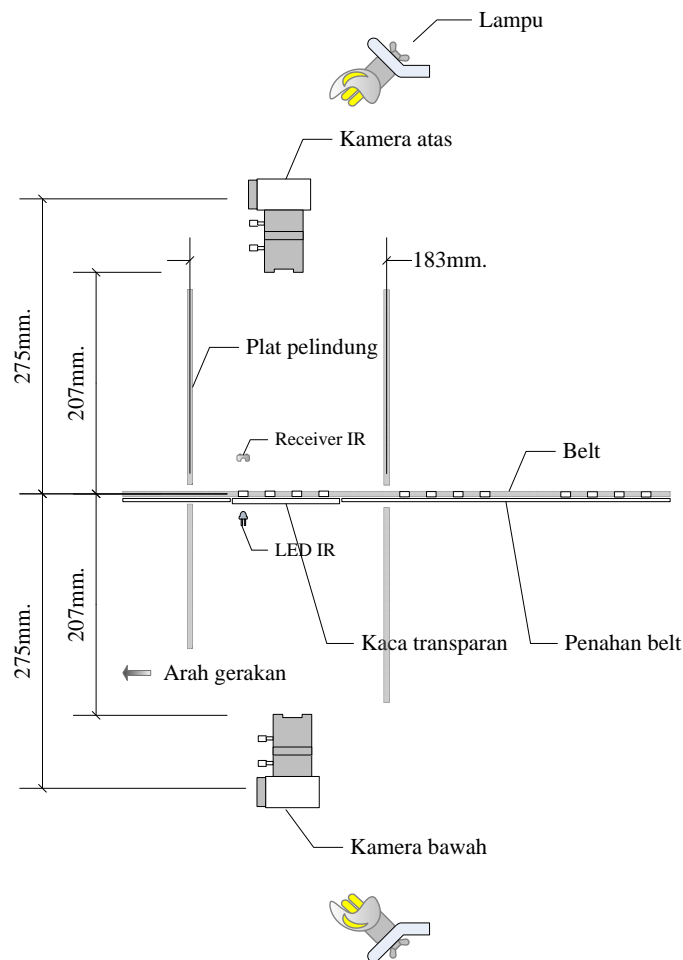 Lampu
Kamera atas
183mm.
275mm.
207mm.
Plat pelindung
Receiver IR
Belt
LED IR
Kaca transparan
Penahan belt
275mm.
207mm.
Arah gerakan
Kamera bawah